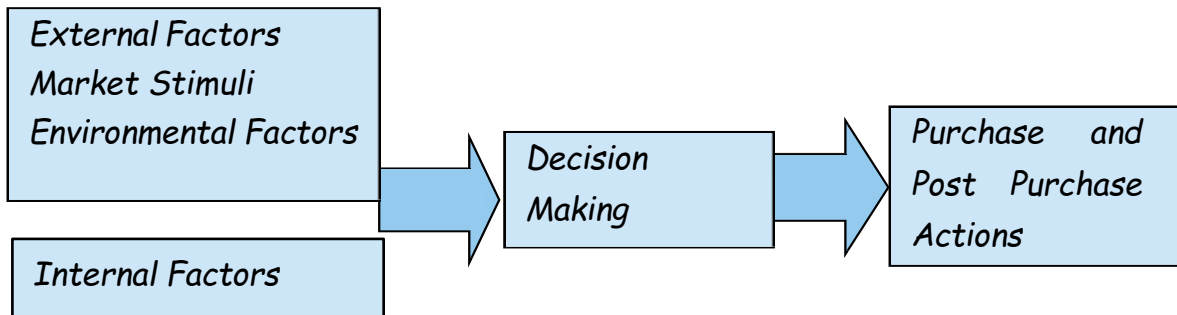 External Factors
Market Stimuli
Environmental Factors
Internal Factors
Decision
Making
Purchase and
Post Purchase
Actions